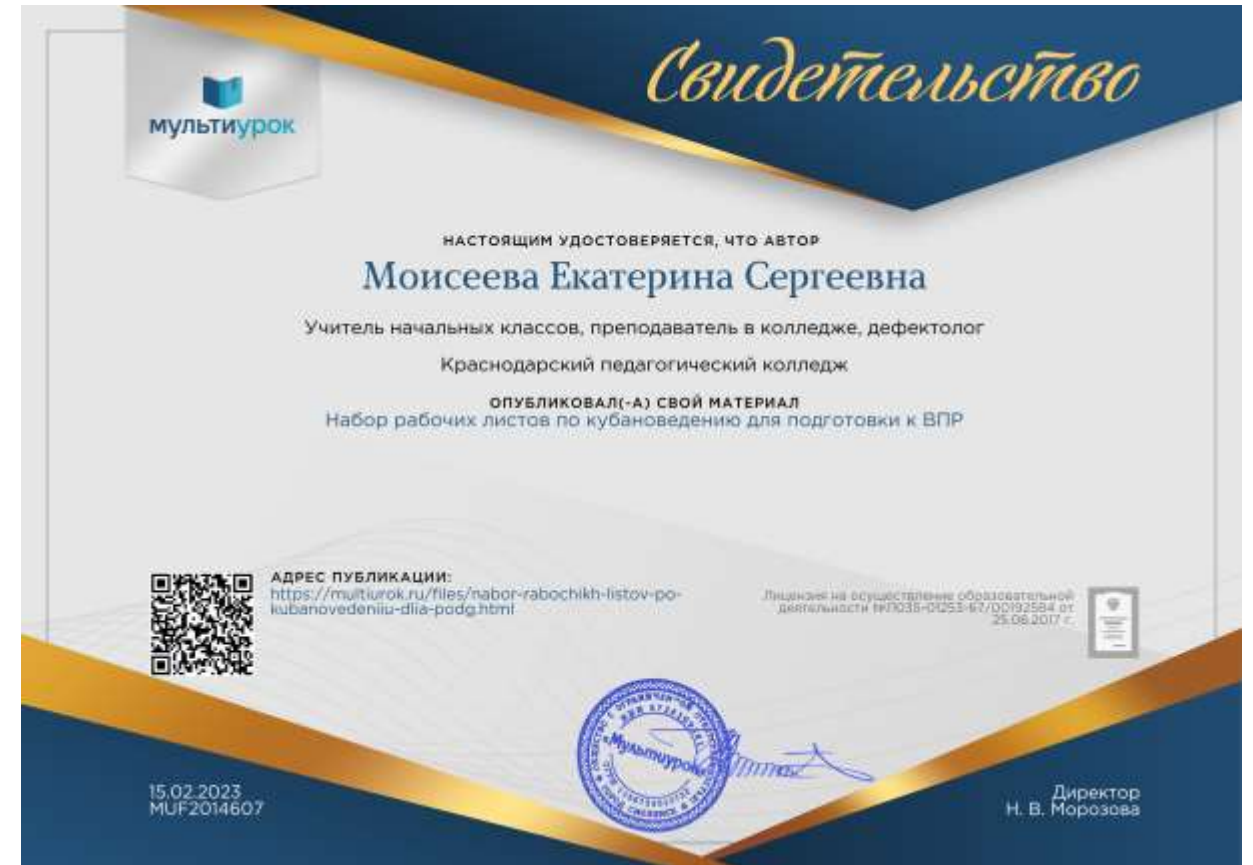 Свидетельство
мультиурок
НАСТОЯЩИМ УДОСТОВЕРЯЕТСЯ, ЧТО АВТОР
Моисеева Екатерина Сергеевна
Учитель начальных классов, преподаватель в колледже, дефектолог
Краснодарский педагогический колледж
ОПУБЛИКОВАЛ(-А) СВОЙ МАТЕРИАЛ
Набор рабочих листов по кубановедению для подготовки к ВПР
АДРЕС ПУБЛИКАЦИИ:
https://multiurok.ru/files/nabor-rabochikh-listov-po-
kubanovedeniiu-dlia-podg.html
Лицензия на осуществление образовательной
деятельности №Л035-01253-67/00192584 от
25.08.2017 г.
«Мультиурок»
15.02.2023
MUF2014607
Директор
Н. В. Морозова